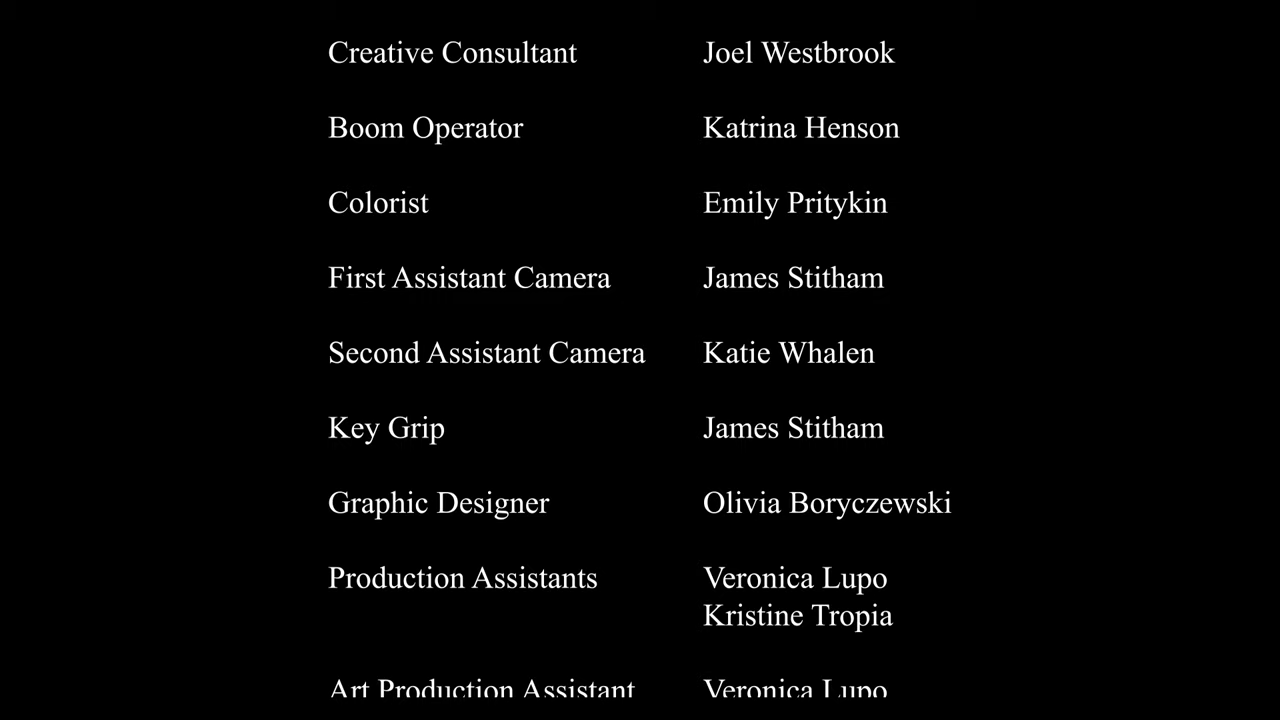 Creative Consultant Joel Westbrook
Boom Operator Katrina Henson
Colorist Emily Pritykin
First Assistant Camera James Stitham
Second Assistant Camera Katie Whalen
Key Grip James Stitham
Graphic Designer Olivia Boryczewski
Production Assistants Veronica Lupo
Kristine Tropia
Art Production Assistant Veronica Lupo